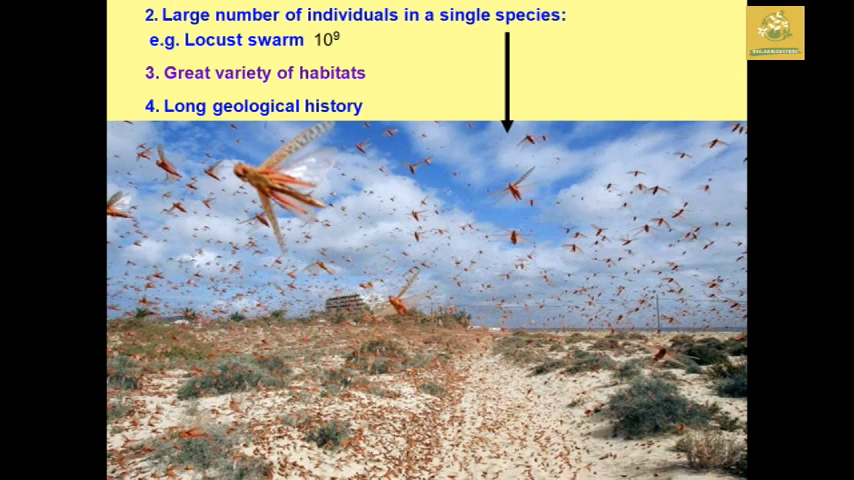 2. Large number of individuals in a single species:
e.g. Locust swarm 10⁹
3. Great variety of habitats
4. Long geological history